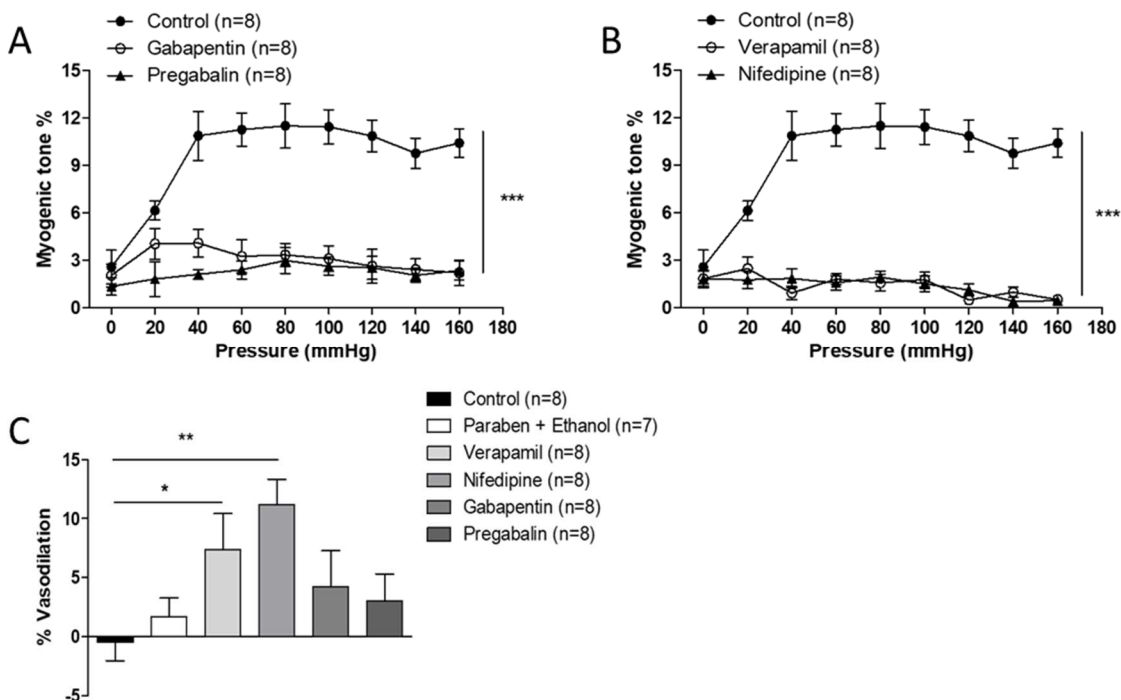 A
Control (n=8)
Gabapentin (n=8)
Pregabalin (n=8)
15
12
9
6
3
0
Myogenic tone %
***
0 20 40 60 80 100 120 140 160 180
Pressure (mmHg)
B
Control (n=8)
Verapamil (n=8)
Nifedipine (n=8)
15
12
9
6
3
0
Myogenic tone %
***
0 20 40 60 80 100 120 140 160 180
Pressure (mmHg)
C
Control (n=8)
Paraben + Ethanol (n=7)
Verapamil (n=8)
Nifedipine (n=8)
Gabapentin (n=8)
Pregabalin (n=8)
15
10
5
0
-5
% Vasodilation
**
*